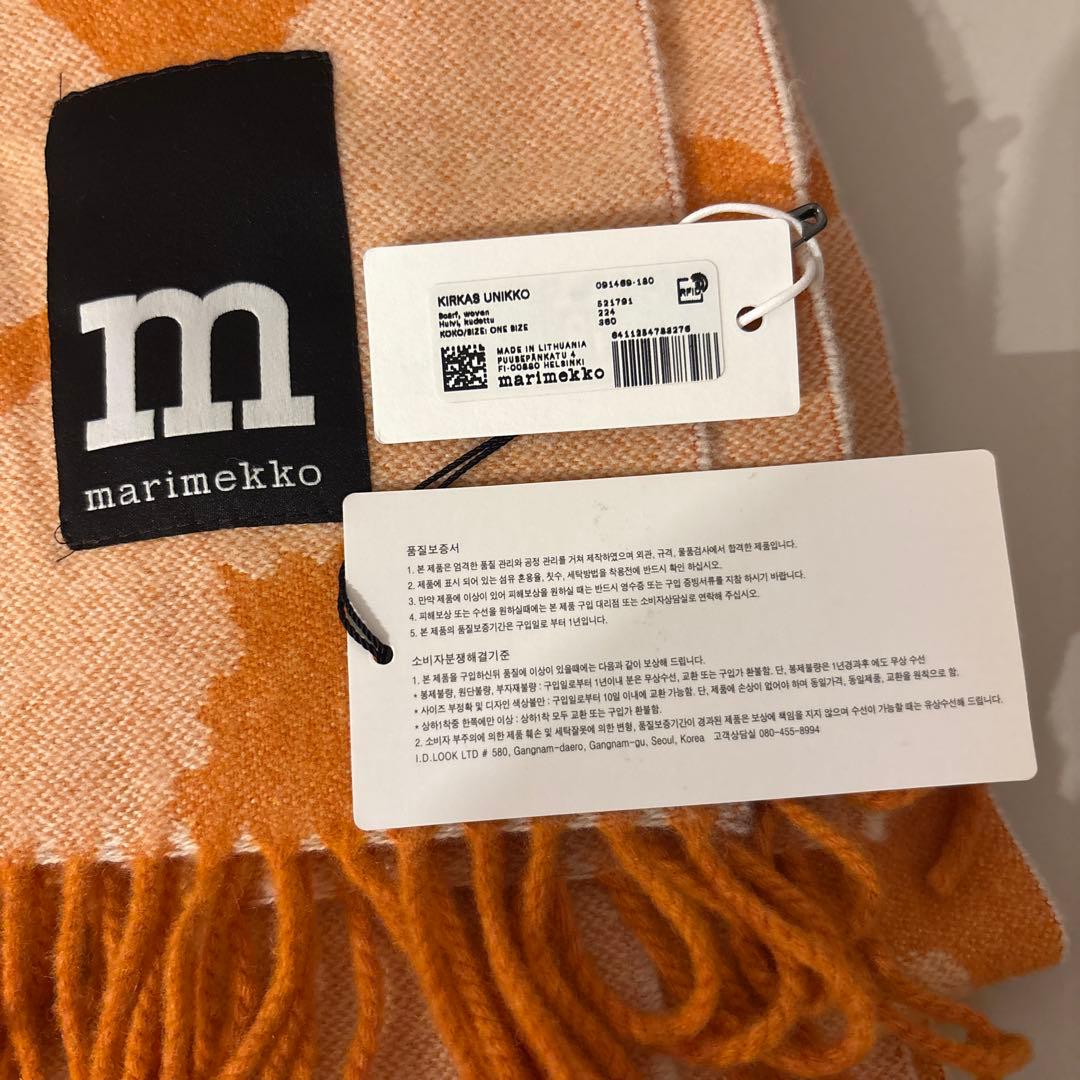 m
marimekko
KIRKAS UNIKKO
Scarf, woven
Huivi, kudottu
KOKO/SIZE: ONE SIZE
091469-180
521791
224
360
RFID
MADE IN LITHUANIA
PUUSEPÄNKATU 4
FI-00880 HELSINKI
marimekko
6411254788276
품질보증서
1. 본 제품은 엄격한 품질 관리와 공정 관리를 거쳐 제작하였으며 외관, 규격, 물품검사에서 합격한 제품입니다.
2. 제품에 표시 되어 있는 섬유 혼용율, 칫수, 세탁방법을 착용전에 반드시 확인 하십시오.
3. 만약 제품에 이상이 있어 피해보상을 원하실 때는 반드시 영수증 또는 구입 증빙서류를 지참 하시기 바랍니다.
4. 피해보상 또는 수선을 원하실때에는 본 제품 구입 대리점 또는 소비자상담실로 연락해 주십시오.
5. 본 제품의 품질보증기간은 구입일로 부터 1년입니다.
소비자분쟁해결기준
1. 본 제품을 구입하신뒤 품질에 이상이 있을때에는 다음과 같이 보상해 드립니다.
* 봉제불량, 원단불량, 부자재불량 : 구입일로부터 1년이내 분은 무상수선, 교환 또는 구입가 환불함. 단, 봉제불량은 1년경과후 에도 무상 수선
* 사이즈 부정확 및 디자인 색상불만 : 구입일로부터 10일 이내에 교환 가능함. 단, 제품에 손상이 없어야 하며 동일가격, 동일제품, 교환을 원칙으로 함.
* 상하1착중 한쪽에만 이상 : 상하1착 모두 교환 또는 구입가 환불함.
2. 소비자 부주의에 의한 제품 훼손 및 세탁잘못에 의한 변형, 품질보증기간이 경과된 제품은 보상에 책임을 지지 않으며 수선이 가능할 때는 유상수선해 드립니다.
I.D.LOOK LTD # 580, Gangnam-daero, Gangnam-gu, Seoul, Korea 고객상담실 080-455-8994